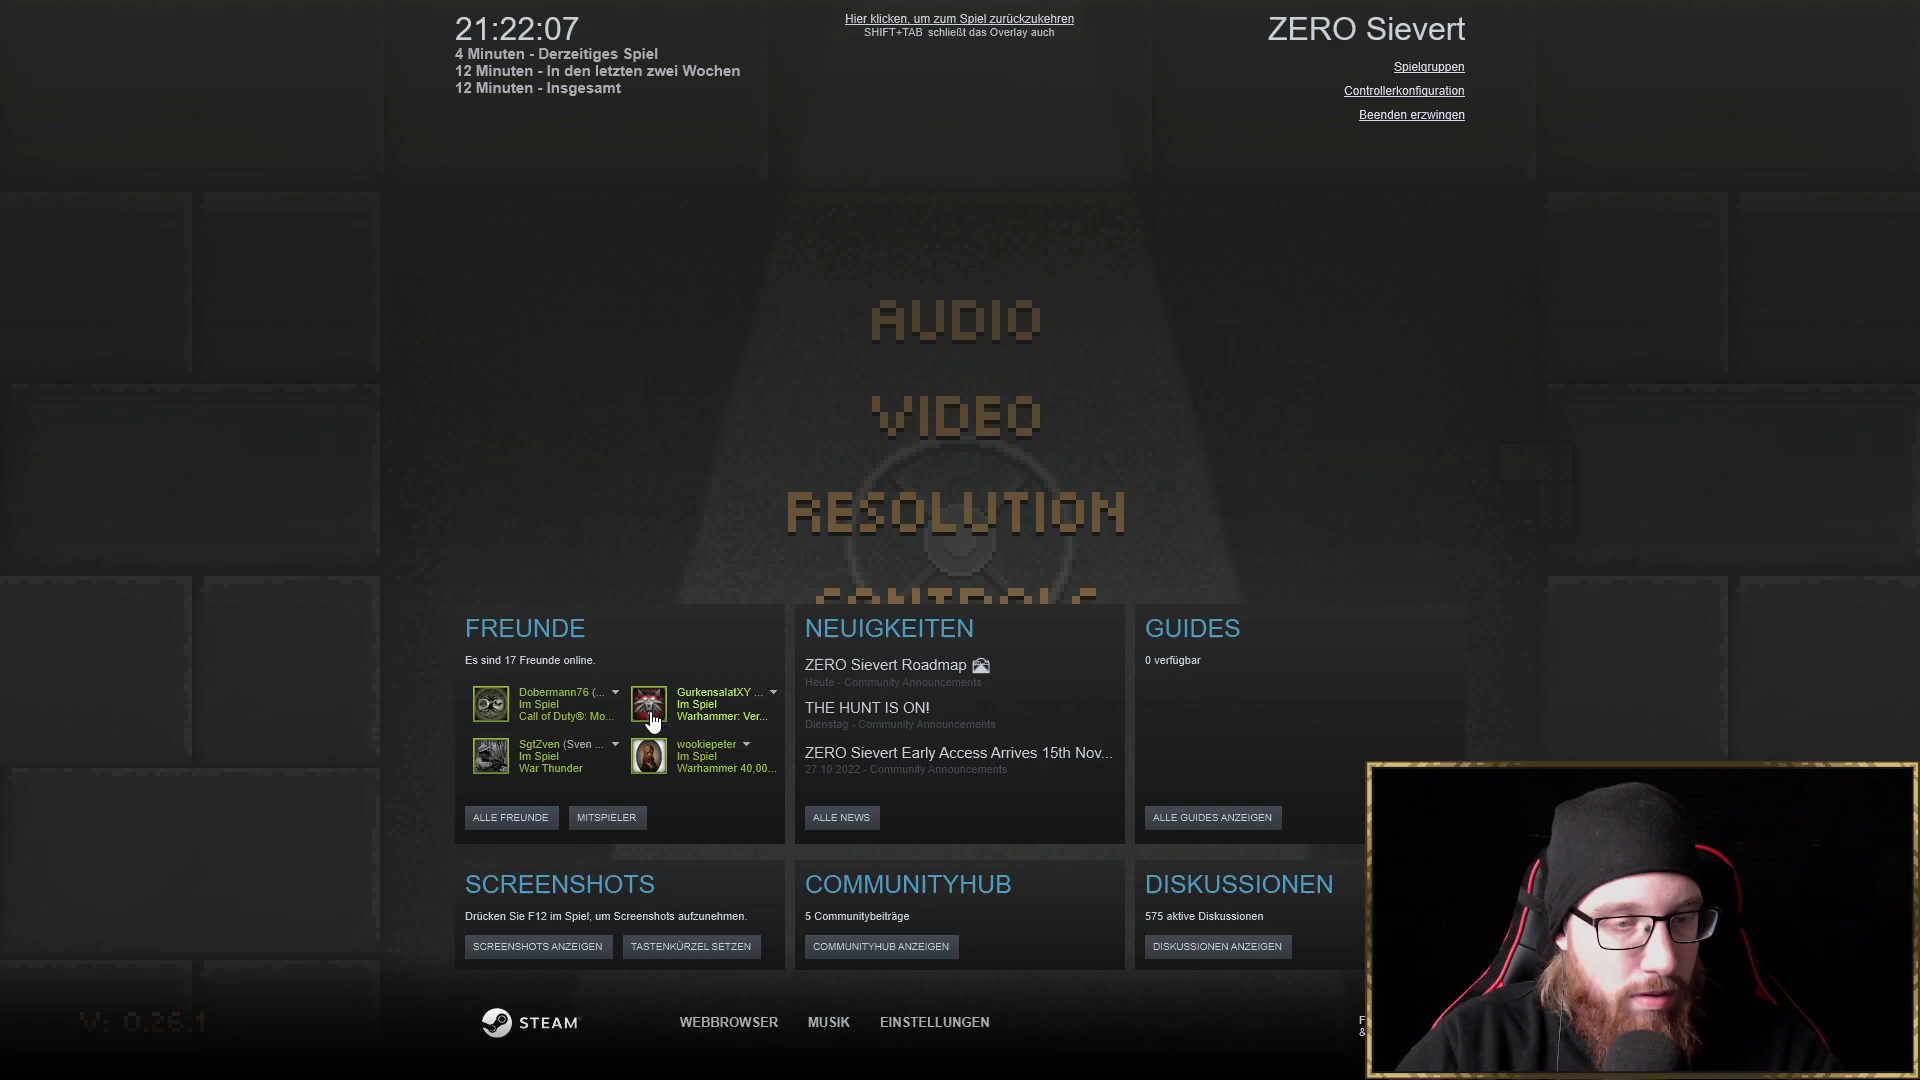 21:22:07
4 Minuten - Derzeitiges Spiel
12 Minuten - In den letzten zwei Wochen
12 Minuten - Insgesamt
Hier klicken, um zum Spiel zurückzukehren
SHIFT+TAB schließt das Overlay auch
ZERO Sievert
Spielgruppen
Controllerkonfiguration
Beenden erzwingen
AUDIO
VIDEO
RESOLUTION
CONTROLS
FREUNDE
Es sind 17 Freunde online.
Dobermann76 (...
Im Spiel
Call of Duty®: Mo...
GurkensalatXY ...
Im Spiel
Warhammer: Ver...
SgtZven (Sven ...
Im Spiel
War Thunder
wookiepeter
Im Spiel
Warhammer 40,00...
ALLE FREUNDE
MITSPIELER
NEUIGKEITEN
ZERO Sievert Roadmap
Heute - Community Announcements
THE HUNT IS ON!
Dienstag - Community Announcements
ZERO Sievert Early Access Arrives 15th Nov...
27.10.2022 - Community Announcements
ALLE NEWS
GUIDES
0 verfügbar
ALLE GUIDES ANZEIGEN
SCREENSHOTS
Drücken Sie F12 im Spiel, um Screenshots aufzunehmen.
SCREENSHOTS ANZEIGEN
TASTENKÜRZEL SETZEN
COMMUNITYHUB
5 Communitybeiträge
COMMUNITYHUB ANZEIGEN
DISKUSSIONEN
575 aktive Diskussionen
DISKUSSIONEN ANZEIGEN
V: 0.26.1
STEAM
WEBBROWSER
MUSIK
EINSTELLUNGEN
F
&